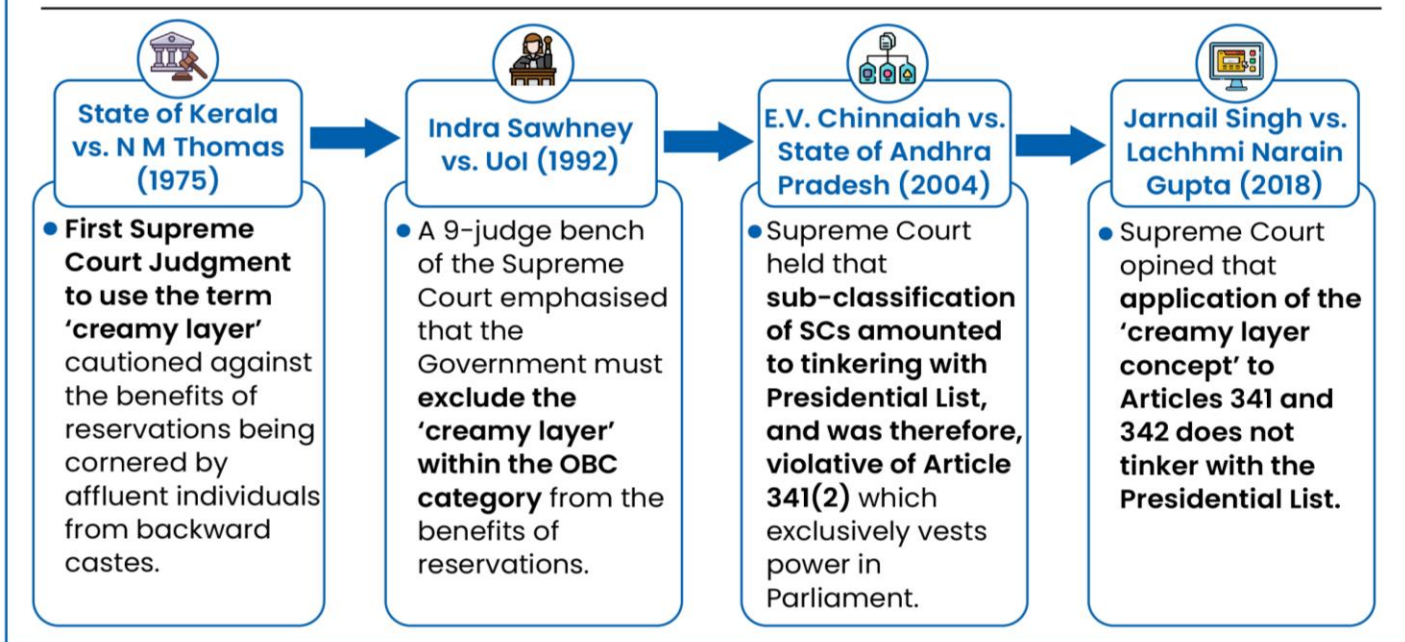 State of Kerala
vs. N M Thomas
(1975)
● First Supreme
Court Judgment
to use the term
‘creamy layer’
cautioned against
the benefits of
reservations being
cornered by
affluent individuals
from backward
castes.
Indra Sawhney
vs. UoI (1992)
● A 9-judge bench
of the Supreme
Court emphasised
that the
Government must
exclude the
‘creamy layer’
within the OBC
category from the
benefits of
reservations.
E.V. Chinnaiah vs.
State of Andhra
Pradesh (2004)
● Supreme Court
held that
sub-classification
of SCs amounted
to tinkering with
Presidential List,
and was therefore,
violative of Article
341(2) which
exclusively vests
power in
Parliament.
Jarnail Singh vs.
Lachhmi Narain
Gupta (2018)
● Supreme Court
opined that
application of the
‘creamy layer
concept’ to
Articles 341 and
342 does not
tinker with the
Presidential List.